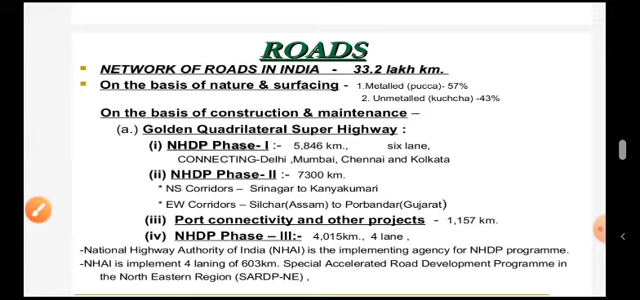 ROADS
NETWORK OF ROADS IN INDIA - 33.2 lakh km.
On the basis of nature & surfacing - 1.Metalled (pucca)- 57%
2. Unmetalled (kuchcha) -43%
On the basis of construction & maintenance –
(a.) Golden Quadrilateral Super Highway :
(i) NHDP Phase-I :- 5,846 km., six lane,
CONNECTING-Delhi ,Mumbai, Chennai and Kolkata
(ii) NHDP Phase-II :- 7300 km.
* NS Corridors – Srinagar to Kanyakumari
* EW Corridors – Silchar(Assam) to Porbandar(Gujarat)
(iii) Port connectivity and other projects - 1,157 km.
(iv) NHDP Phase – III:- 4,015km., 4 lane ,
-National Highway Authority of India (NHAI) is the implementing agency for NHDP programme.
-NHAI is implement 4 laning of 603km. Special Accelerated Road Development Programme in
the North Eastern Region (SARDP-NE) ,